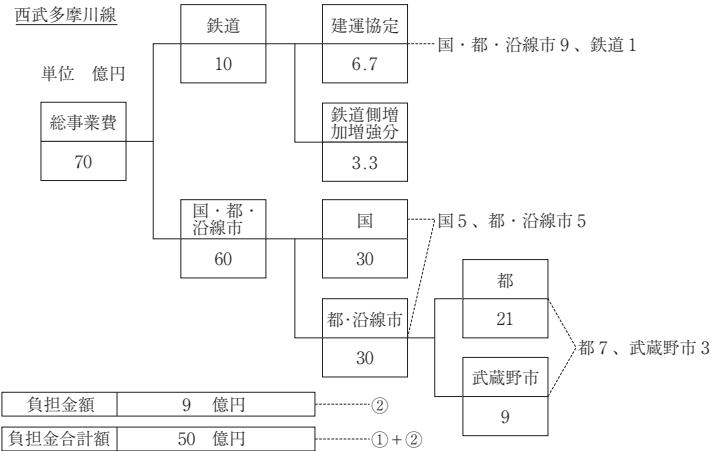 西武多摩川線
単位　億円
総事業費
70
鉄道
10
建運協定
6.7
国・都・沿線市９、鉄道１
鉄道側増
加増強分
3.3
国・都・
沿線市
60
国
30
国５、都・沿線市５
都･沿線市
30
都
21
武蔵野市
9
都７、武蔵野市３
負担金額　9　億円　②
負担金合計額　50　億円　①+②